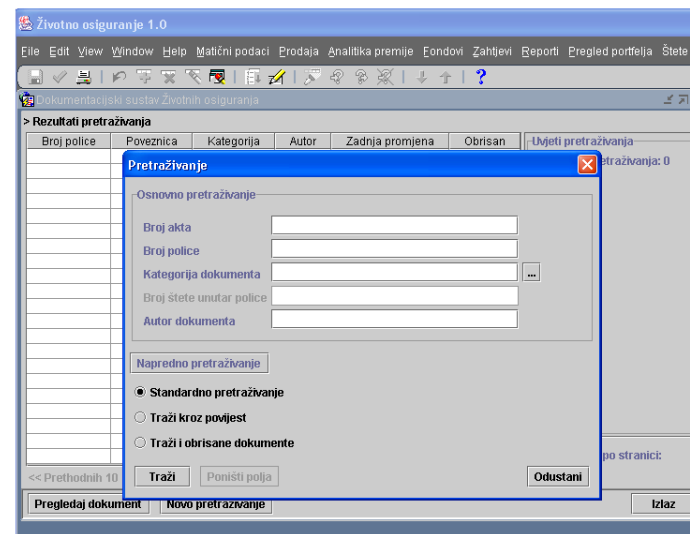 Životno osiguranje 1.0
File Edit View Window Help Matični podaci Prodaja Analitika premije Fondovi Zahtjevi Reporti Pregled portfelja Štete
Dokumentacijski sustav Životnih osiguranja
> Rezultati pretraživanja
Broj police Poveznica Kategorija Autor Zadnja promjena Obrisan Uvjeti pretraživanja
Pretraživanje
etraživanja: 0
Osnovno pretraživanje
Broj akta
Broj police
Kategorija dokumenta ...
Broj štete unutar police
Autor dokumenta
Napredno pretraživanje
Standardno pretraživanje
Traži kroz povijest
Traži i obrisane dokumente
po stranici:
<< Prethodnih 10
Traži Poništi polja Odustani
Pregledaj dokument Novo pretraživanje Izlaz